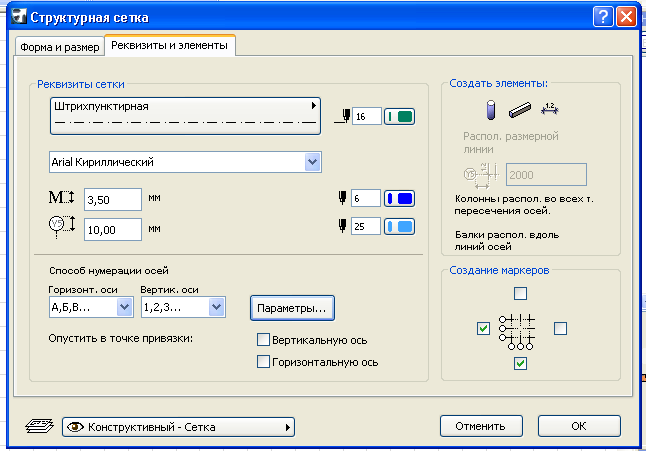 Структурная сетка
Форма и размер
Реквизиты и элементы
Реквизиты сетки
Штрихпунктирная
16
Arial Кириллический
M
3,50
мм
6
10,00
мм
25
Способ нумерации осей
Горизонт. оси
Вертик. оси
А,Б,В...
1,2,3...
Параметры...
Опустить в точке привязки:
Вертикальную ось
Горизонтальную ось
Создать элементы:
1.2
Распол. размерной
линии
2000
Колонны распол. во всех т.
пересечения осей.
Балки распол. вдоль
линий осей
Создание маркеров
Конструктивный - Сетка
Отменить
ОК